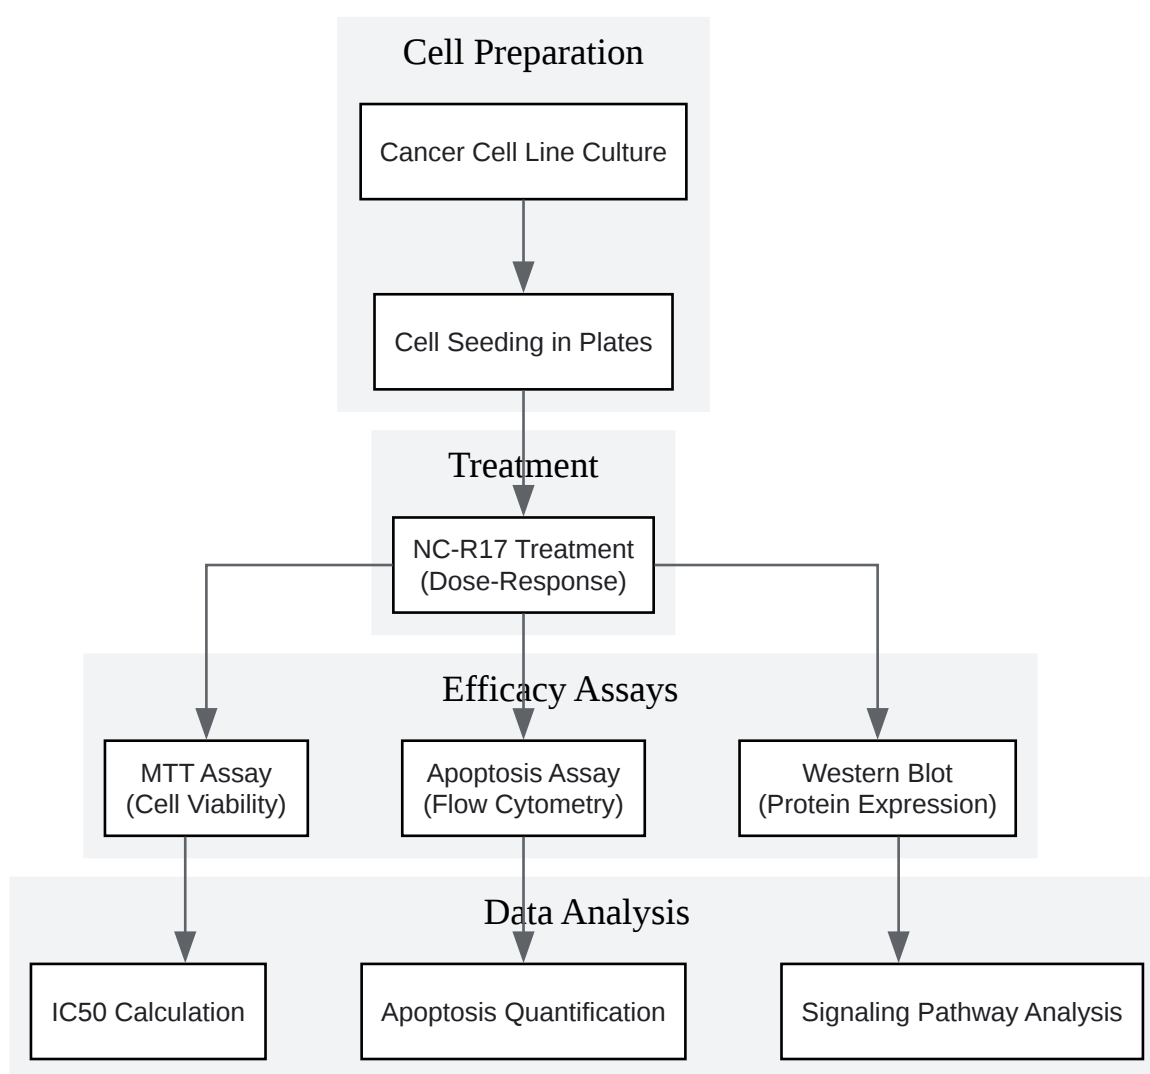 Cell Preparation
Cancer Cell Line Culture
Cell Seeding in Plates
Treatment
NC-R17 Treatment
(Dose-Response)
Efficacy Assays
MTT Assay
(Cell Viability)
Apoptosis Assay
(Flow Cytometry)
Western Blot
(Protein Expression)
Data Analysis
IC50 Calculation
Apoptosis Quantification
Signaling Pathway Analysis